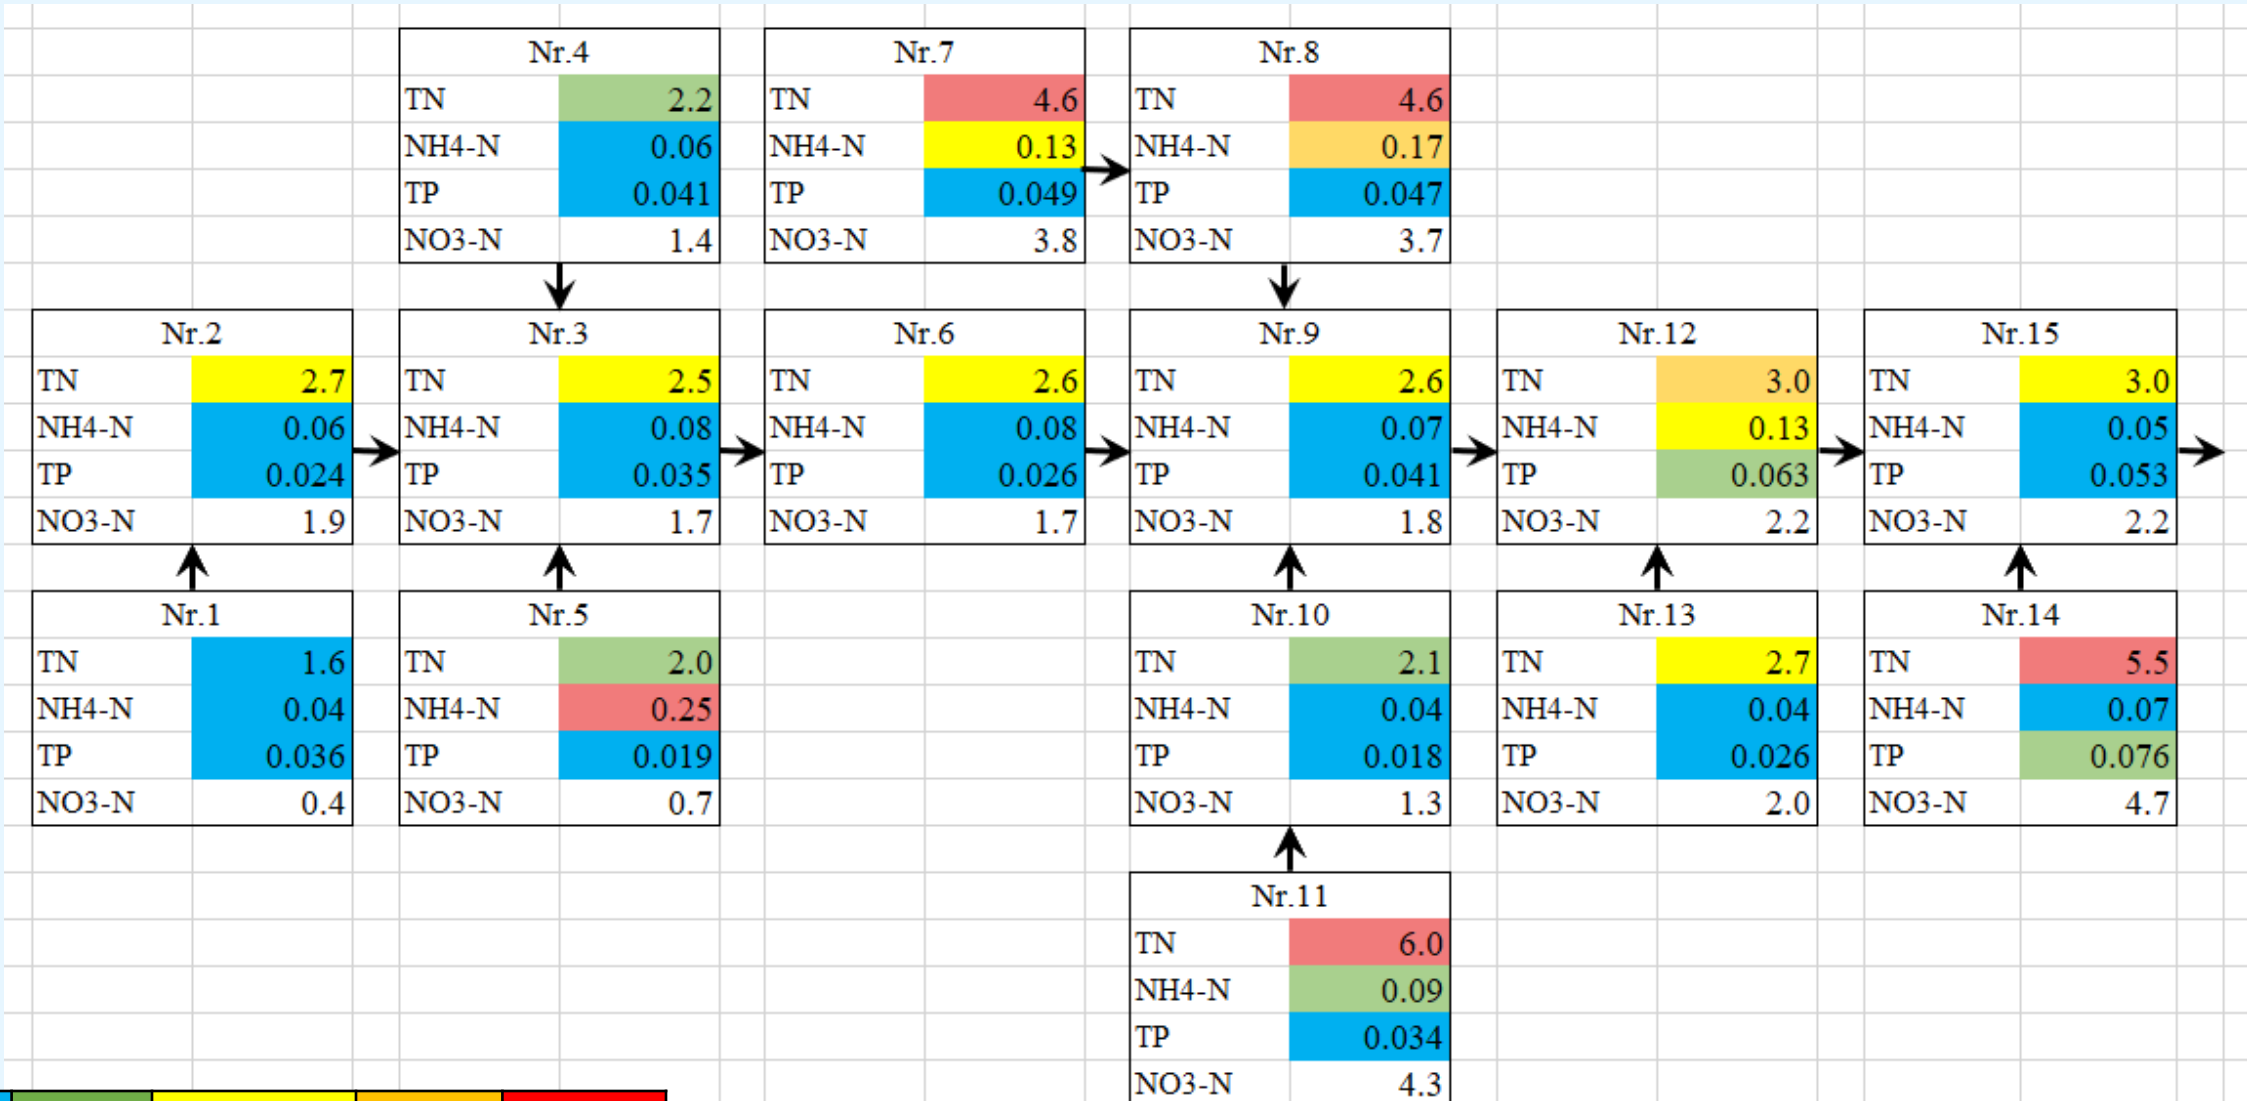 Nr.4
TN 2.2
NH4-N 0.06
TP 0.041
NO3-N 1.4
Nr.7
TN 4.6
NH4-N 0.13
TP 0.049
NO3-N 3.8
Nr.8
TN 4.6
NH4-N 0.17
TP 0.047
NO3-N 3.7
Nr.2
TN 2.7
NH4-N 0.06
TP 0.024
NO3-N 1.9
Nr.3
TN 2.5
NH4-N 0.08
TP 0.035
NO3-N 1.7
Nr.6
TN 2.6
NH4-N 0.08
TP 0.026
NO3-N 1.7
Nr.9
TN 2.6
NH4-N 0.07
TP 0.041
NO3-N 1.8
Nr.12
TN 3.0
NH4-N 0.13
TP 0.063
NO3-N 2.2
Nr.15
TN 3.0
NH4-N 0.05
TP 0.053
NO3-N 2.2
Nr.1
TN 1.6
NH4-N 0.04
TP 0.036
NO3-N 0.4
Nr.5
TN 2.0
NH4-N 0.25
TP 0.019
NO3-N 0.7
Nr.10
TN 2.1
NH4-N 0.04
TP 0.018
NO3-N 1.3
Nr.13
TN 2.7
NH4-N 0.04
TP 0.026
NO3-N 2.0
Nr.14
TN 5.5
NH4-N 0.07
TP 0.076
NO3-N 4.7
Nr.11
TN 6.0
NH4-N 0.09
TP 0.034
NO3-N 4.3